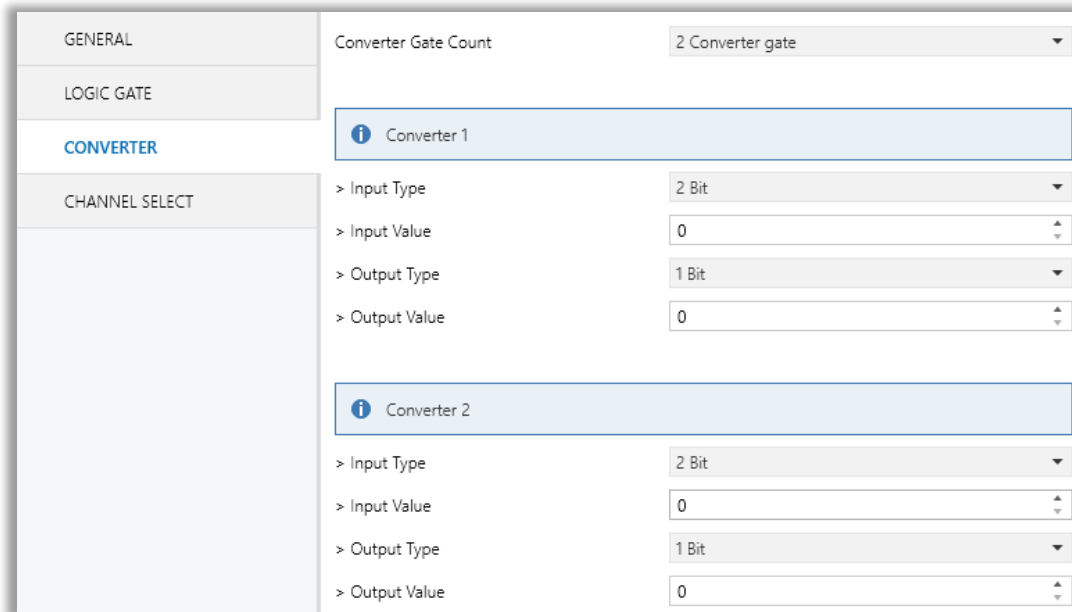 GENERAL
LOGIC GATE
CONVERTER
CHANNEL SELECT
Converter Gate Count 2 Converter gate
Converter 1
> Input Type 2 Bit
> Input Value 0
> Output Type 1 Bit
> Output Value 0
Converter 2
> Input Type 2 Bit
> Input Value 0
> Output Type 1 Bit
> Output Value 0